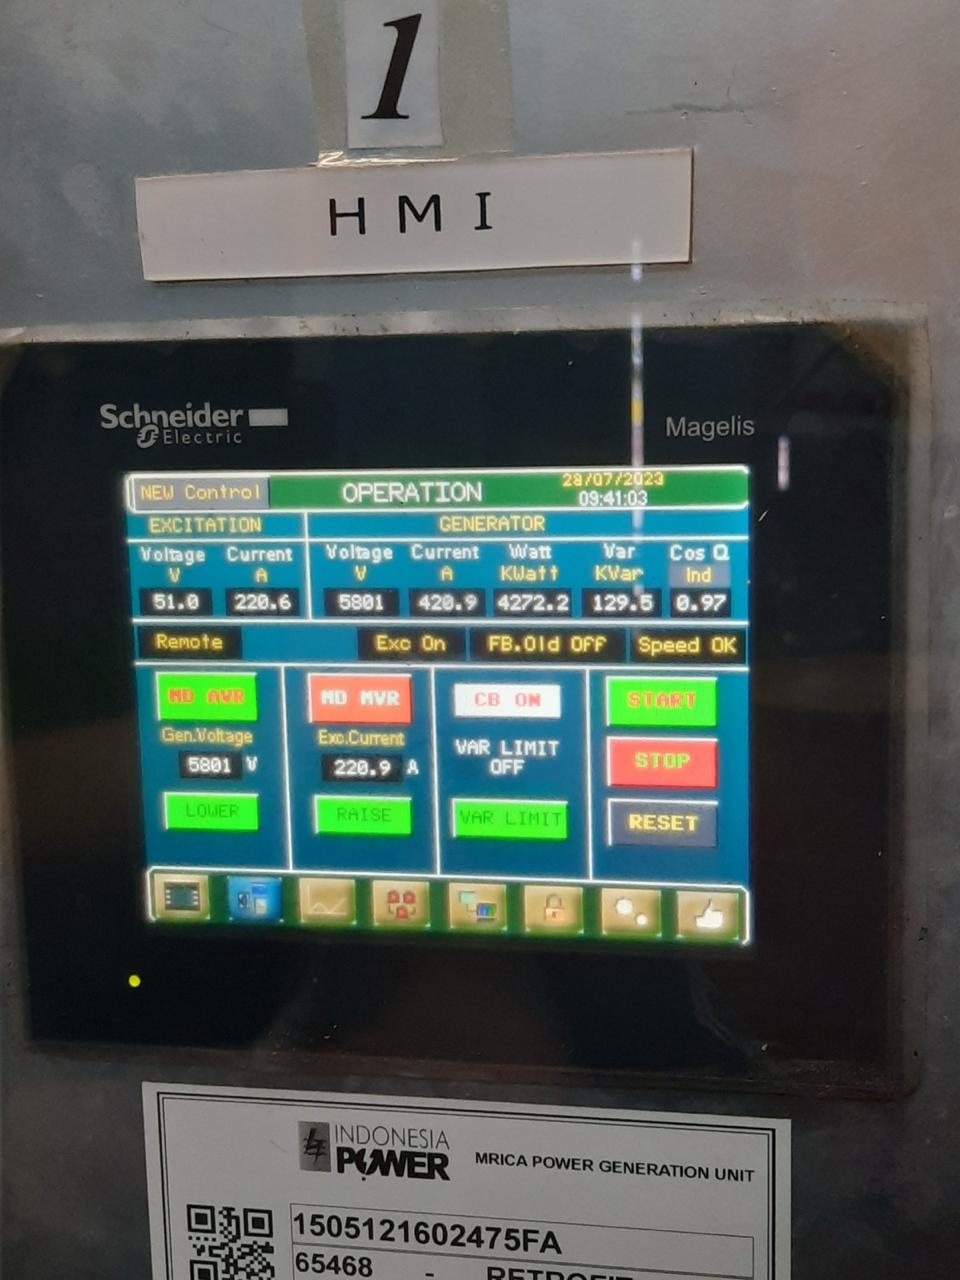 1
HMI
Schneider
Electric
Magelis
NEW Control
OPERATION
28/07/2023
09:41:03
EXCITATION
GENERATOR
Voltage Current Voltage Current Watt Var Cos Q
V A V A KWatt KVar Ind
51.0 220.6 5801 420.9 4272.2 129.5 0.97
Remote Exc On FB.Old OFF Speed OK
MD AVR MD MVR CB ON START
Gen.Voltage Exc.Current VAR LIMIT
OFF
STOP
5801 V 220.9 A
LOWER RAISE VAR LIMIT RESET
INDONESIA
POWER
MRICA POWER GENERATION UNIT
1505121602475FA
65468 -